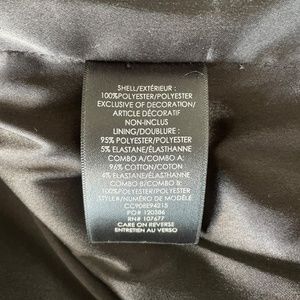 SHELL/EXTÉRIEUR :
100%POLYESTER/POLYESTER
EXCLUSIVE OF DECORATION/
ARTICLE DÉCORATIF
NON-INCLUS
LINING/DOUBLURE :
95% POLYESTER/POLYESTER
5% ELASTANE/ÉLASTHANNE
COMBO A/COMBO A:
96% COTTON/COTON
4% ELASTANE/ÉLASTHANNE
COMBO B/COMBO B:
100% POLYESTER/POLYESTER
STYLE#/NUMÉRO DE MODÈLE:
CC908E94215
PO# 120386
RN# 107677
CARE ON REVERSE
ENTRETIEN AU VERSO